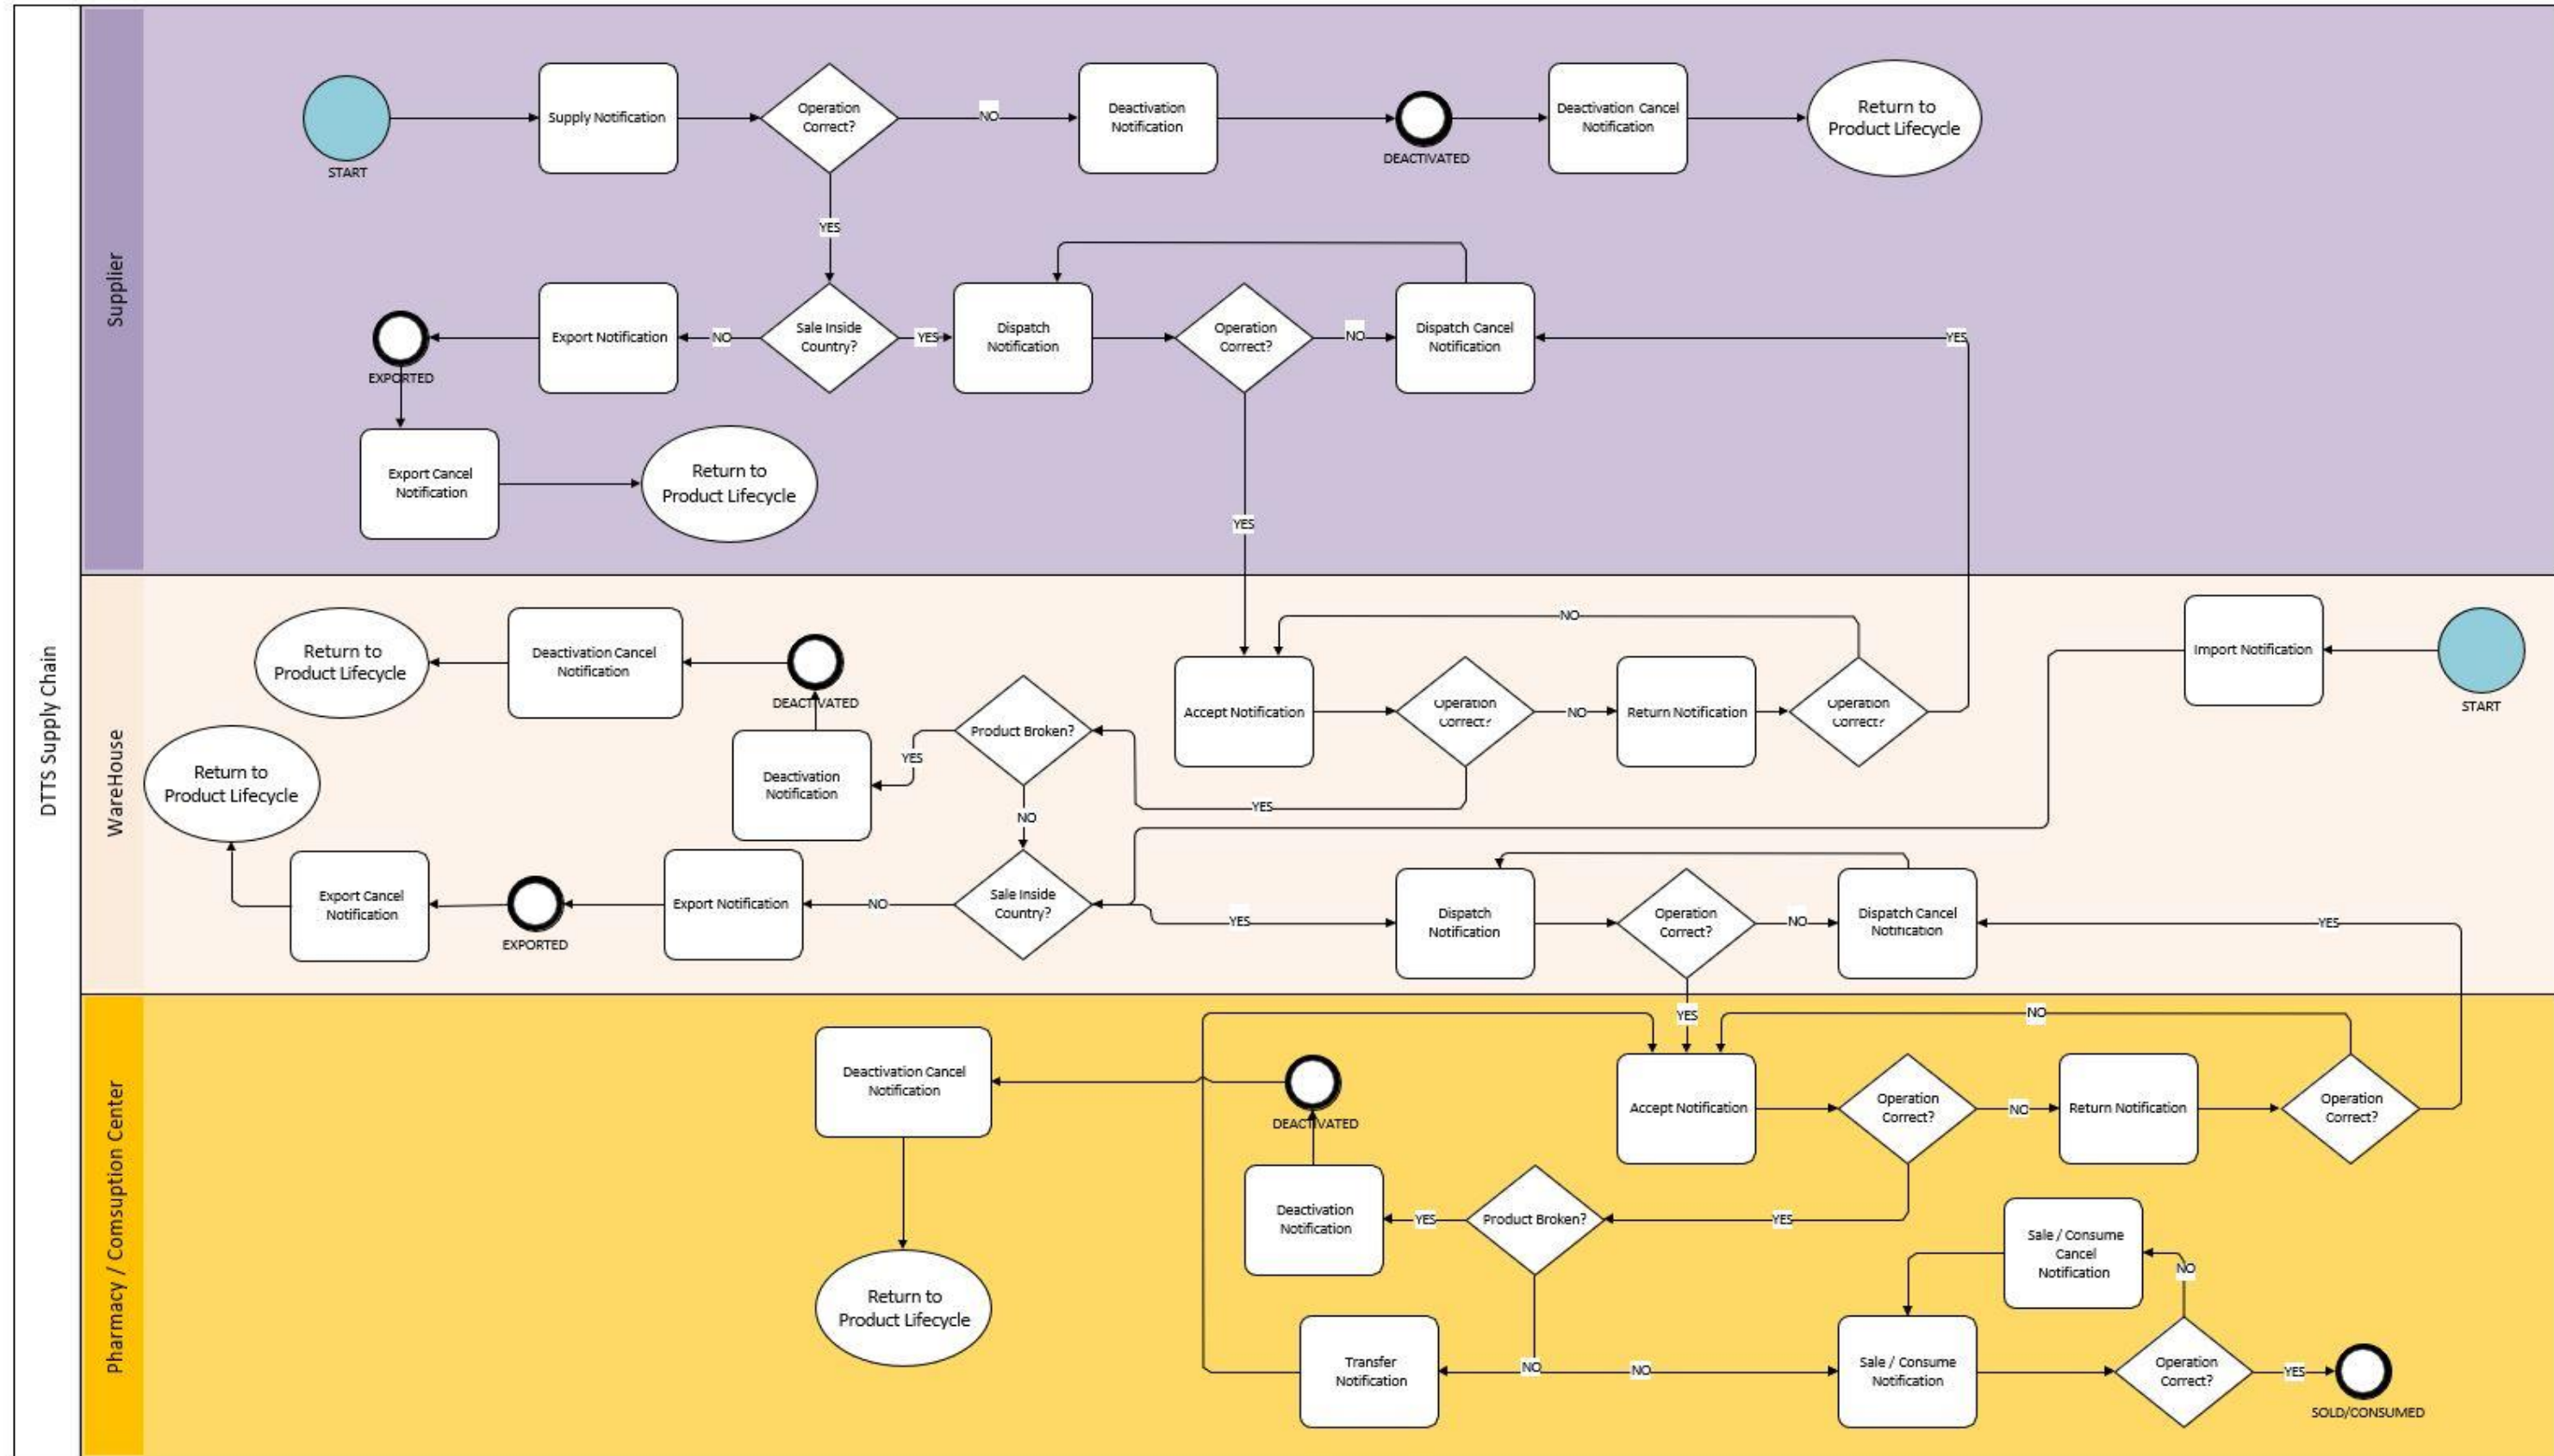 DTTS Supply Chain
Supplier
START
Supply Notification
Operation
Correct?
NO
Deactivation
Notification
DEACTIVATED
Deactivation Cancel
Notification
Return to
Product Lifecycle
YES
EXPORTED
Export Notification
NO
Sale Inside
Country?
YES
Dispatch
Notification
Operation
Correct?
NO
Dispatch Cancel
Notification
YES
Export Cancel
Notification
Return to
Product Lifecycle
YES
WareHouse
Return to
Product Lifecycle
Deactivation Cancel
Notification
DEACTIVATED
Product Broken?
YES
Deactivation
Notification
NO
Accept Notification
Operation
Correct?
NO
Return Notification
Operation
Correct?
NO
YES
Import Notification
START
Return to
Product Lifecycle
Export Cancel
Notification
EXPORTED
Export Notification
NO
Sale Inside
Country?
YES
Dispatch
Notification
Operation
Correct?
NO
Dispatch Cancel
Notification
YES
Pharmacy / Comsuption Center
YES
NO
Deactivation Cancel
Notification
DEACTIVATED
Accept Notification
Operation
Correct?
NO
Return Notification
Operation
Correct?
Deactivation
Notification
YES
Product Broken?
YES
Sale / Consume
Cancel
Notification
NO
Return to
Product Lifecycle
Transfer
Notification
NO
NO
Sale / Consume
Notification
Operation
Correct?
YES
SOLD/CONSUMED